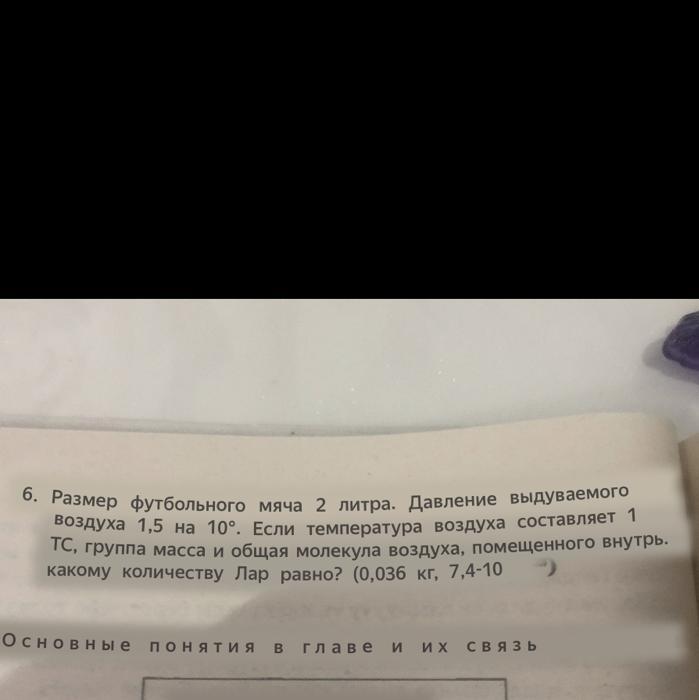 6. Размер футбольного мяча 2 литра. Давление выдуваемого
воздуха 1,5 на 10°. Если температура воздуха составляет 1
ТС, группа масса и общая молекула воздуха, помещенного внутрь.
какому количеству Лар равно? (0,036 кг, 7,4-10 )
Основные понятия в главе и их связь